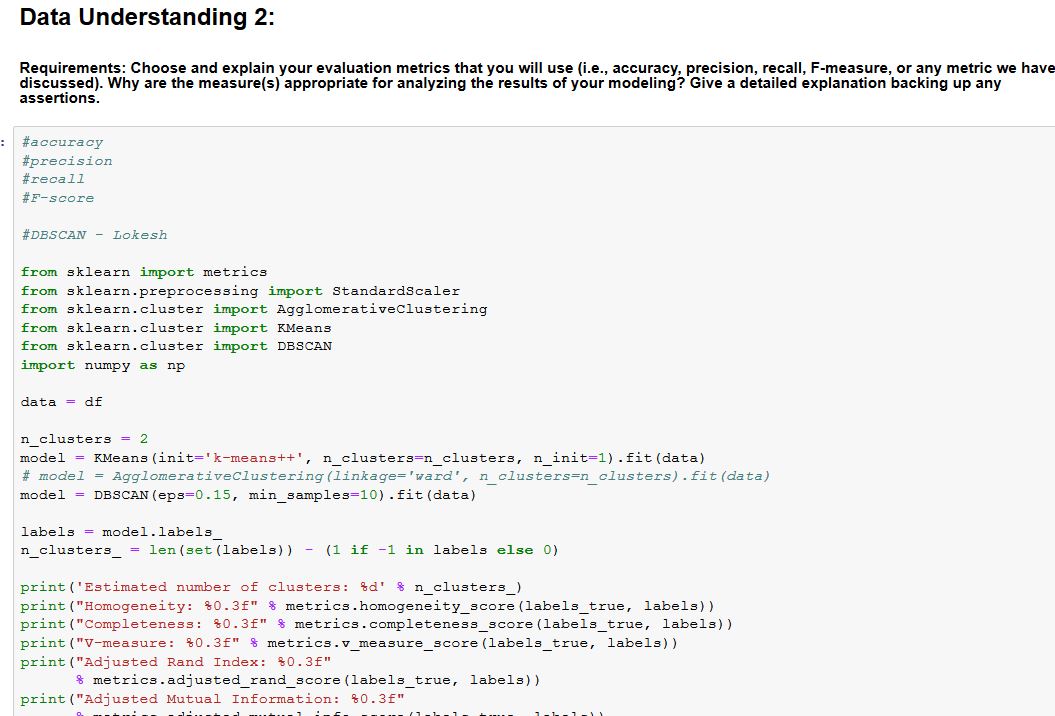 Data Understanding 2:
Requirements: Choose and explain your evaluation metrics that you will use (i.e., accuracy, precision, recall, F-measure, or any metric we have
discussed). Why are the measure(s) appropriate for analyzing the results of your modeling? Give a detailed explanation backing up any
assertions.
: #accuracy
#precision
#recall
#F-score
#DBSCAN - Lokesh
from sklearn import metrics
from sklearn.preprocessing import StandardScaler
from sklearn.cluster import AgglomerativeClustering
from sklearn.cluster import KMeans
from sklearn.cluster import DBSCAN
import numpy as np
data = df
n_clusters = 2
model = KMeans(init='k-means++', n_clusters=n_clusters, n_init=1).fit(data)
# model = AgglomerativeClustering(linkage='ward', n_clusters=n_clusters).fit(data)
model = DBSCAN(eps=0.15, min_samples=10).fit(data)
labels = model.labels_
n_clusters_ = len(set(labels)) - (1 if -1 in labels else 0)
print('Estimated number of clusters: %d' % n_clusters_)
print("Homogeneity: %0.3f" % metrics.homogeneity_score(labels_true, labels))
print("Completeness: %0.3f" % metrics.completeness_score(labels_true, labels))
print("V-measure: %0.3f" % metrics.v_measure_score(labels_true, labels))
print("Adjusted Rand Index: %0.3f"
% metrics.adjusted_rand_score(labels_true, labels))
print("Adjusted Mutual Information: %0.3f"